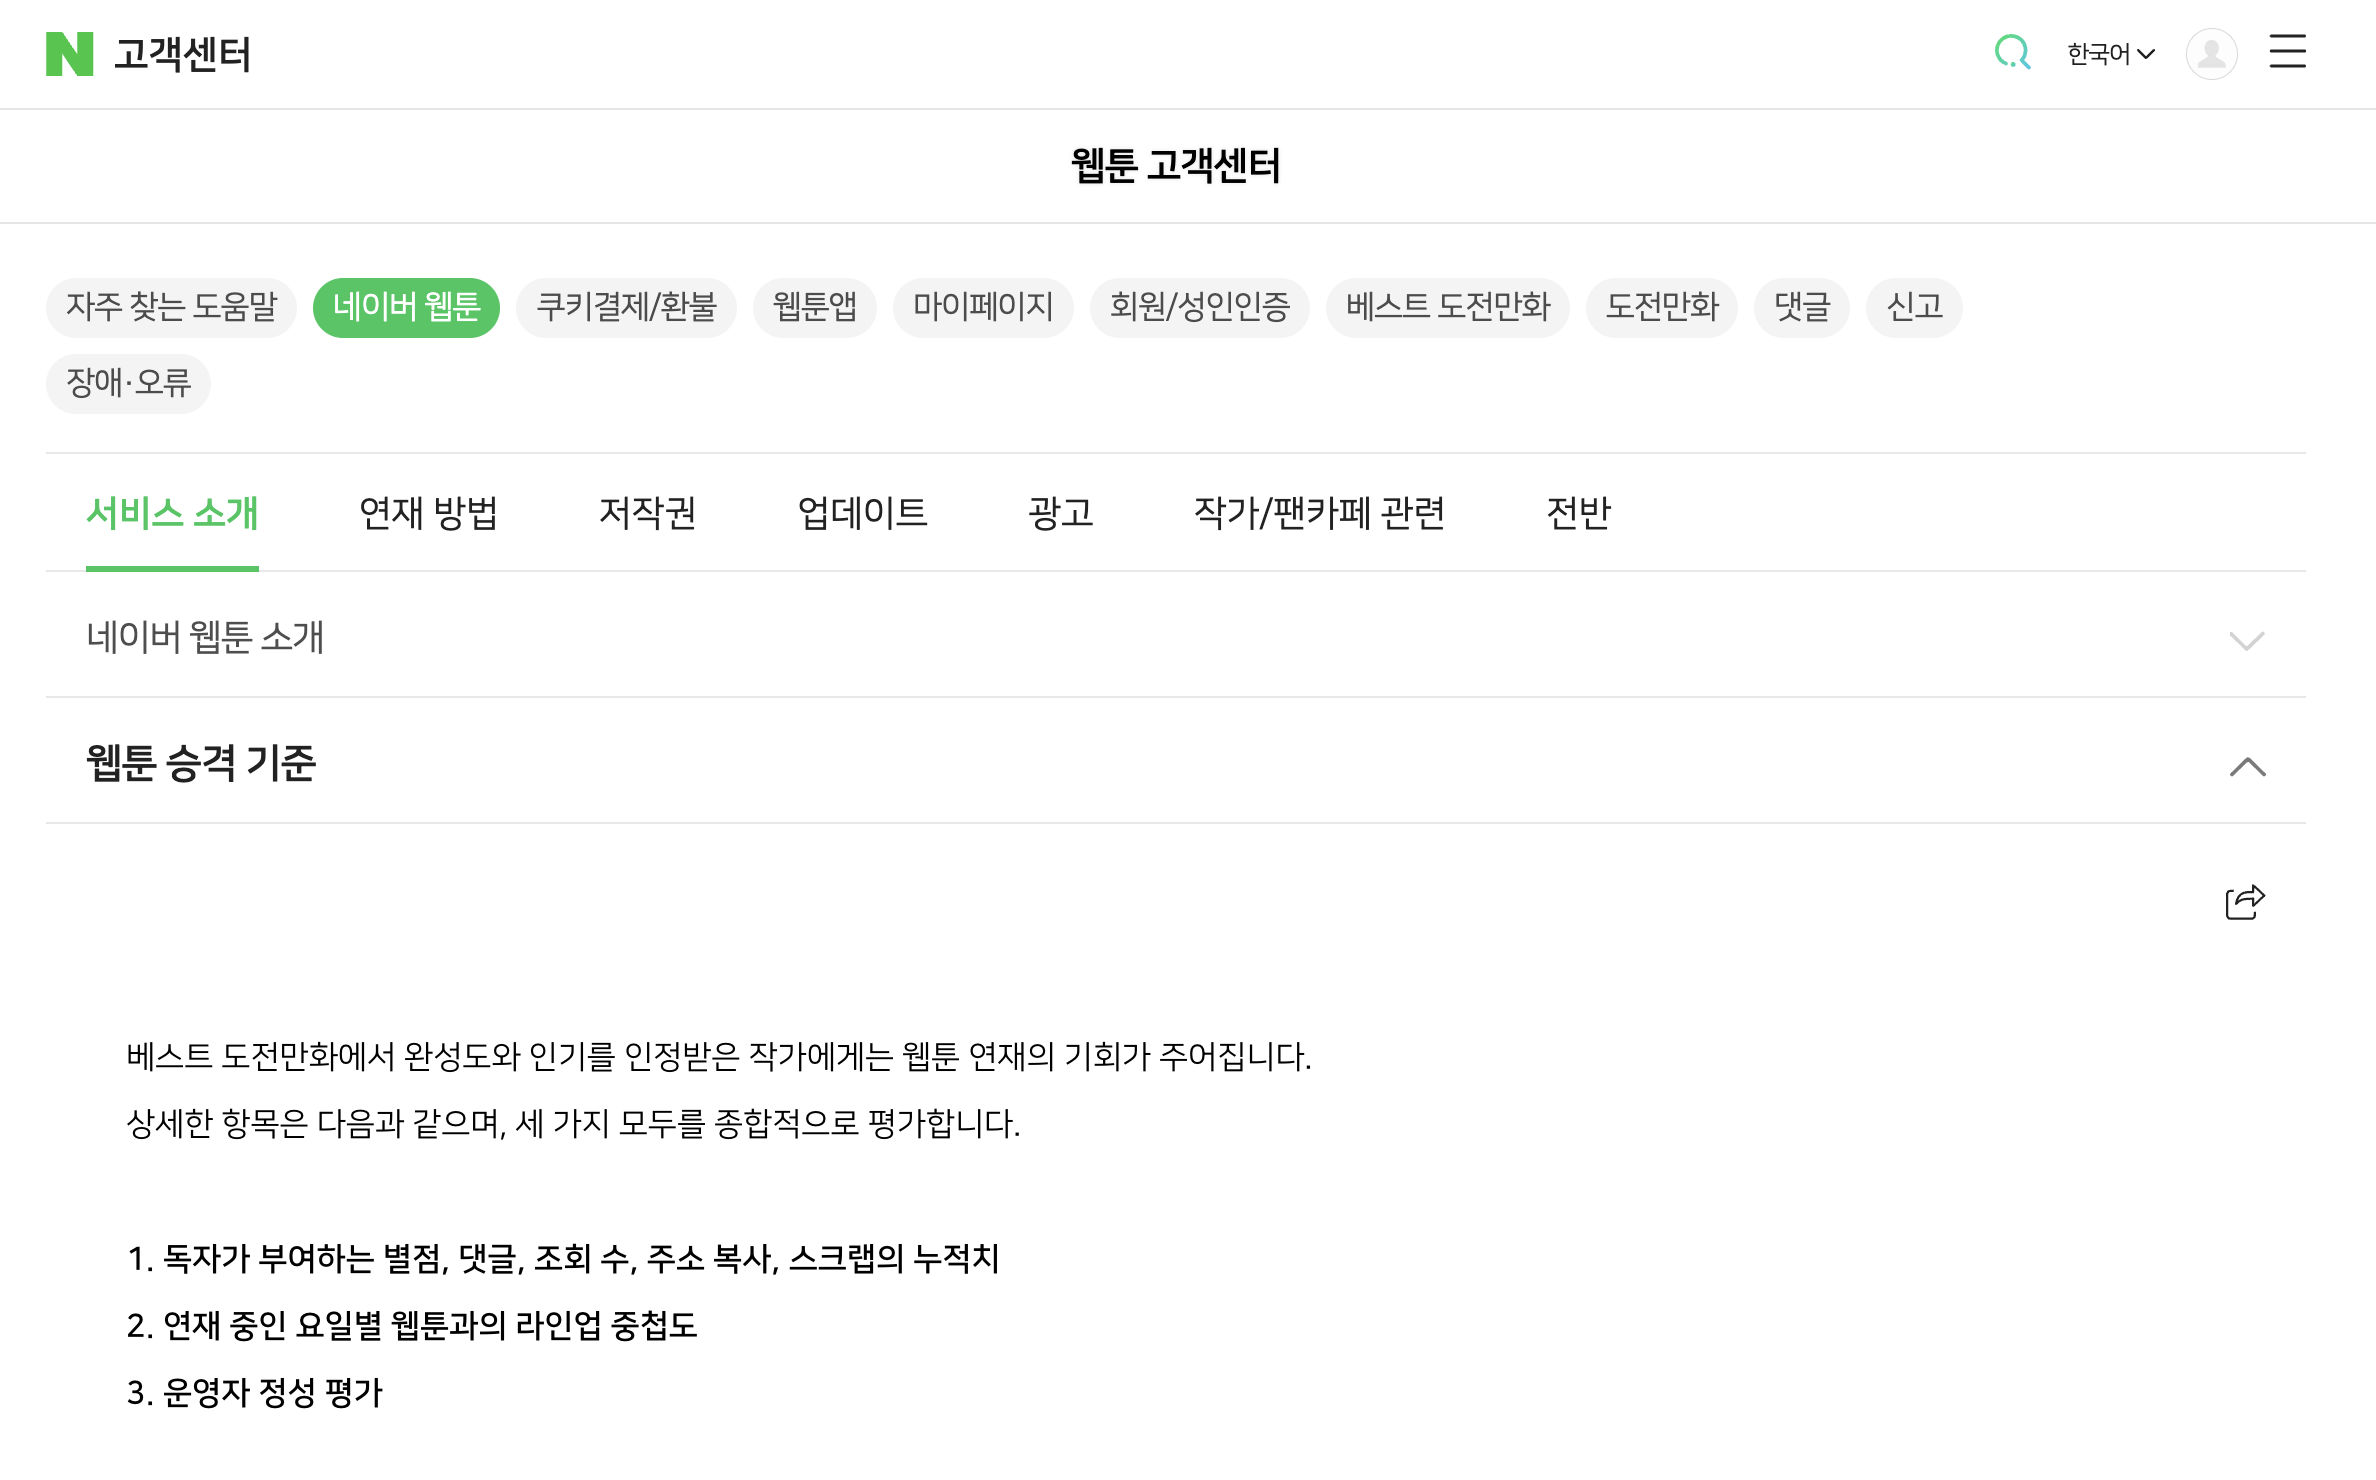 N 고객센터
한국어
웹툰 고객센터
자주 찾는 도움말 네이버 웹툰 쿠키결제/환불 웹툰앱 마이페이지 회원/성인인증 베스트 도전만화 도전만화 댓글 신고
장애·오류
서비스 소개 연재 방법 저작권 업데이트 광고 작가/팬카페 관련 전반
네이버 웹툰 소개
웹툰 승격 기준
베스트 도전만화에서 완성도와 인기를 인정받은 작가에게는 웹툰 연재의 기회가 주어집니다.
상세한 항목은 다음과 같으며, 세 가지 모두를 종합적으로 평가합니다.
1. 독자가 부여하는 별점, 댓글, 조회 수, 주소 복사, 스크랩의 누적치
2. 연재 중인 요일별 웹툰과의 라인업 중첩도
3. 운영자 정성 평가